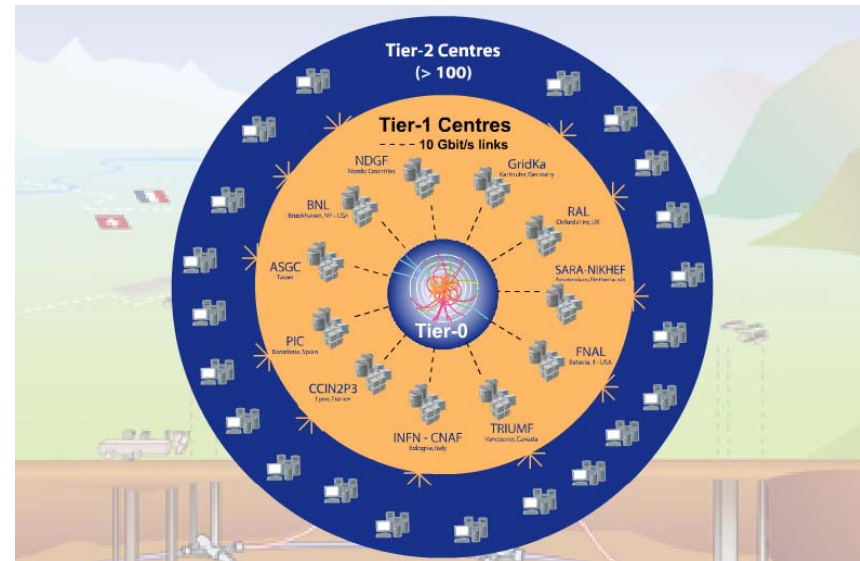 Tier-2 Centres
(> 100)
Tier-1 Centres
10 Gbit/s links
NDGF
Nordic Countries
GridKa
Karlsruhe, Germany
BNL
Brookhaven, NY - USA
RAL
Oxfordshire, UK
ASGC
Taipei
SARA-NIKHEF
Amsterdam, Netherlands
Tier-0
PIC
Barcelona, Spain
FNAL
Batavia, Il - USA
CCIN2P3
Lyon, France
TRIUMF
Vancouver, Canada
INFN - CNAF
Bologna, Italy